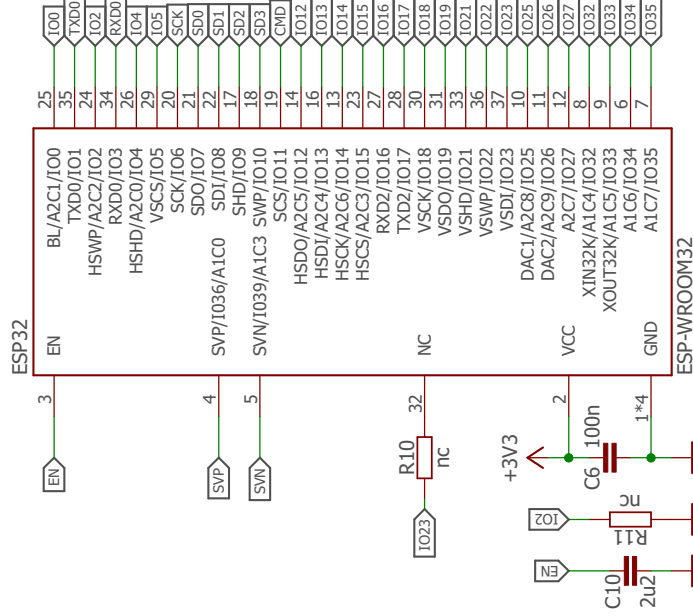 IO0
TXD0
IO2
RXD0
IO4
IO5
SCK
SD0
SD1
SD2
SD3
CMD
IO12
IO13
IO14
IO15
IO16
IO17
IO18
IO19
IO21
IO22
IO23
IO25
IO26
IO27
IO32
IO33
IO34
IO35
25
35
24
34
26
29
20
21
22
17
18
19
14
16
13
23
27
28
30
31
33
36
37
10
11
12
8
9
6
7
ESP32
BL/A2C1/IO0
TXD0/IO1
HSWP/A2C2/IO2
RXD0/IO3
HSHD/A2C0/IO4
VSCS/IO5
SCK/IO6
SDO/IO7
SDI/IO8
SHD/IO9
SWP/IO10
SCS/IO11
HSDO/A2C5/IO12
HSDI/A2C4/IO13
HSCK/A2C6/IO14
HSCS/A2C3/IO15
RXD2/IO16
TXD2/IO17
VSCK/IO18
VSDO/IO19
VSHD/IO21
VSWP/IO22
VSDI/IO23
DAC1/A2C8/IO25
DAC2/A2C9/IO26
A2C7/IO27
XIN32K/A1C4/IO32
XOUT32K/A1C5/IO33
A1C6/IO34
A1C7/IO35
EN
SVP/I036/A1C0
SVN/I039/A1C3
NC
VCC
GND
ESP-WROOM32
3
4
5
32
2
1*4
EN
SVP
SVN
R10
nc
IO23
+3V3
C6
100n
IO2
R11
nc
EN
C10
2u2